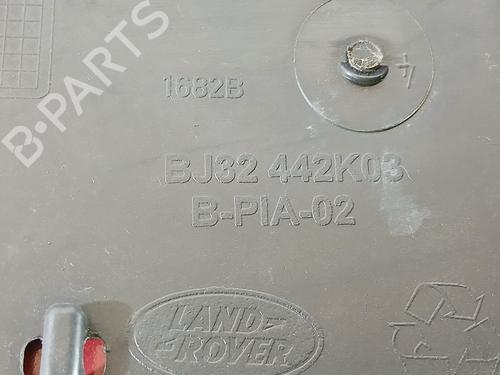 B-PARTS
1682B
BJ32 442K03
B-PIA-02
LAND
ROVER